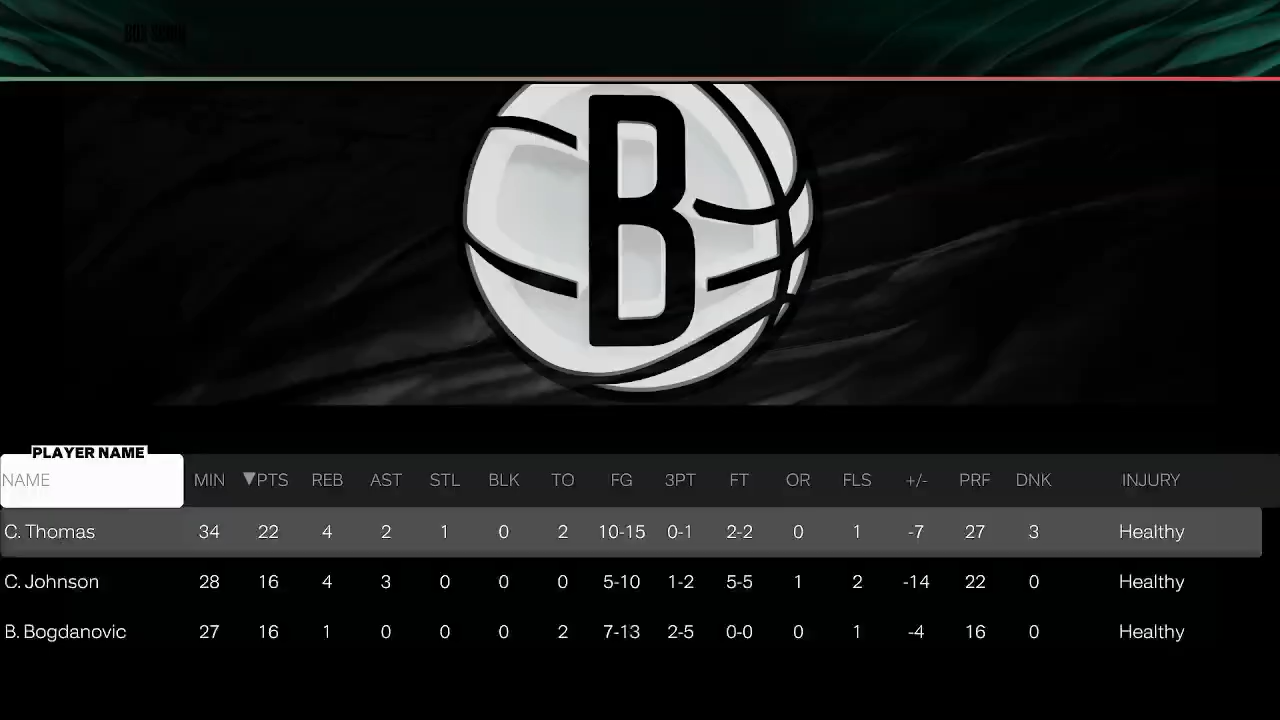 B
PLAYER NAME
NAME MIN ▼PTS REB AST STL BLK TO FG 3PT FT OR FLS +/- PRF DNK INJURY
C. Thomas 34 22 4 2 1 0 2 10-15 0-1 2-2 0 1 -7 27 3 Healthy
C. Johnson 28 16 4 3 0 0 0 5-10 1-2 5-5 1 2 -14 22 0 Healthy
B. Bogdanovic 27 16 1 0 0 0 2 7-13 2-5 0-0 0 1 -4 16 0 Healthy